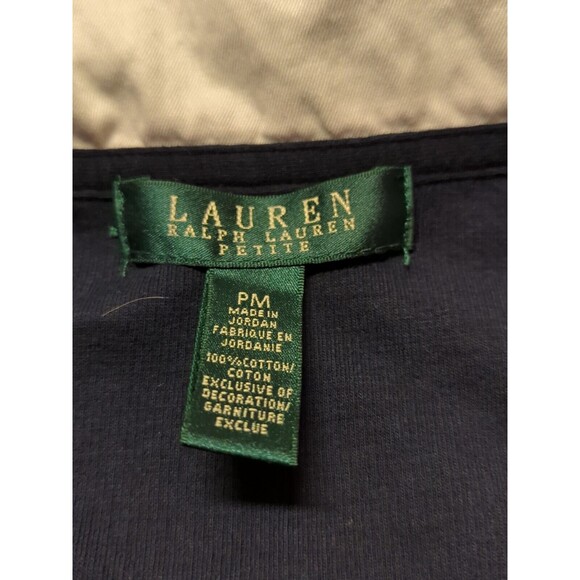 LAUREN
RALPH LAUREN
PETITE
PM
MADE IN
JORDAN
FABRIQUE EN
JORDANIE
100%COTTON/
COTON
EXCLUSIVE OF
DECORATION/
GARNITURE
EXCLUE